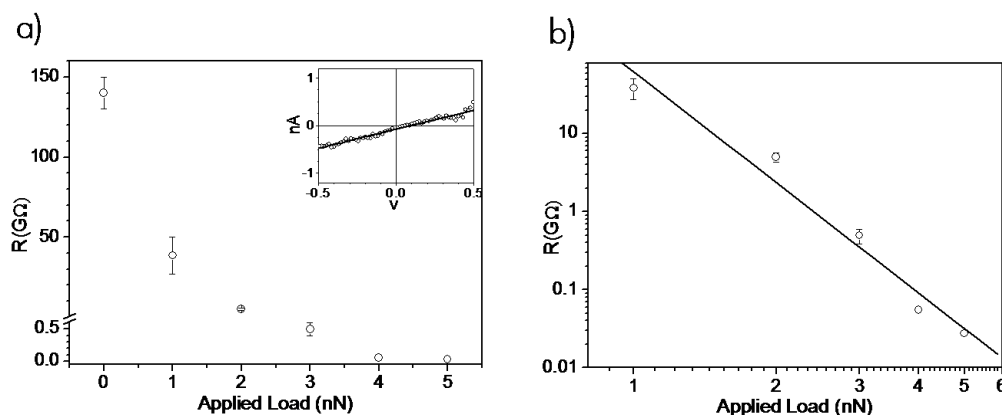 a)
R(GΩ)
150
100
50
0.5
0.0
0 1 2 3 4 5
Applied Load (nN)
nA
1
0
-1
-0.5 0.0 0.5
V
b)
R(GΩ)
10
1
0.1
0.01
1 2 3 4 5 6
Applied Load (nN)